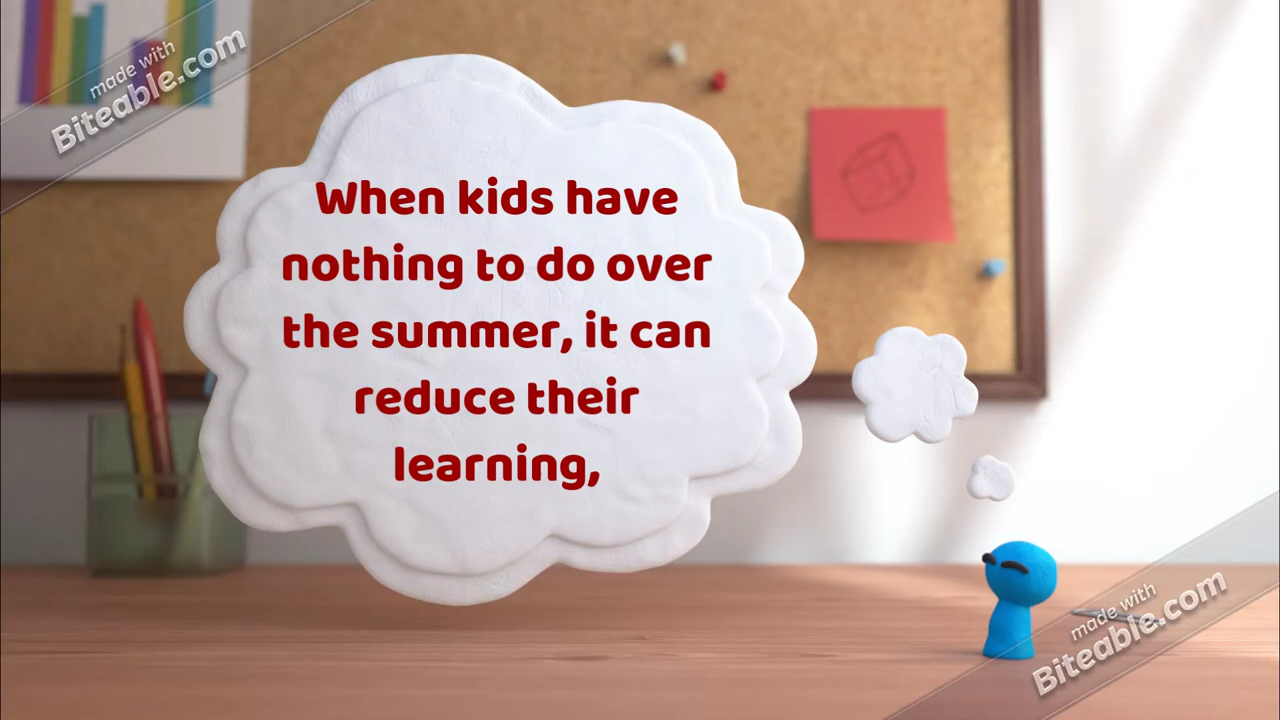 made with
Biteable.com
When kids have
nothing to do over
the summer, it can
reduce their
learning,
made with
Biteable.com